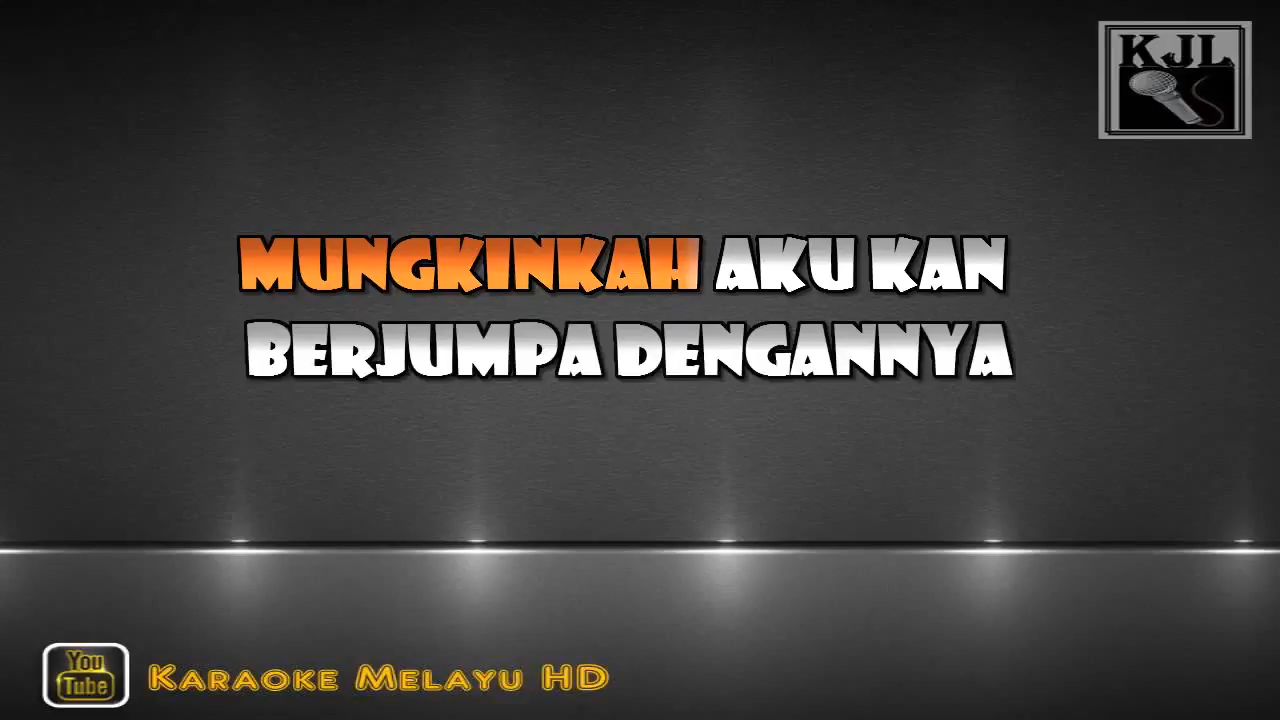 KJL
MUNGKINKAH AKU KAN
BERJUMPA DENGANNYA
You
Tube
KARAOKE MELAYU HD